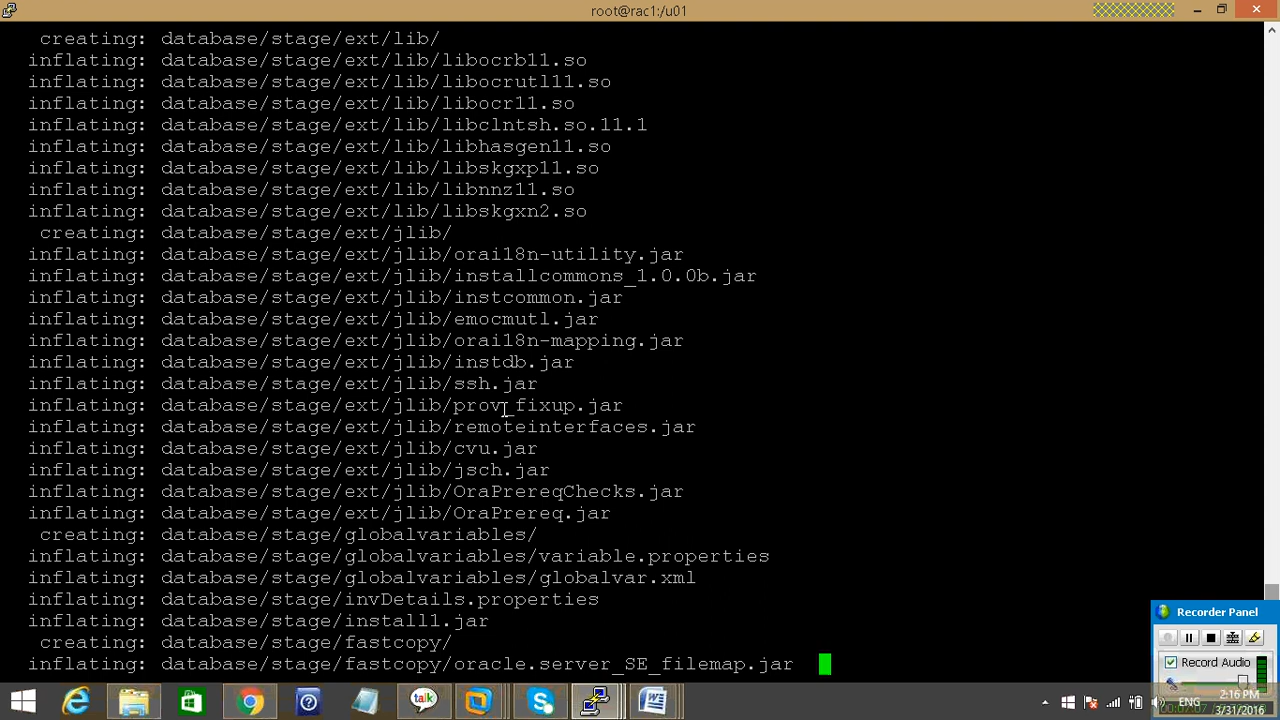 root@rac1:/u01
creating: database/stage/ext/lib/
inflating: database/stage/ext/lib/libocrb11.so
inflating: database/stage/ext/lib/libocrutl11.so
inflating: database/stage/ext/lib/libocr11.so
inflating: database/stage/ext/lib/libclntsh.so.11.1
inflating: database/stage/ext/lib/libhasgen11.so
inflating: database/stage/ext/lib/libskgxp11.so
inflating: database/stage/ext/lib/libnnz11.so
inflating: database/stage/ext/lib/libskgxn2.so
creating: database/stage/ext/jlib/
inflating: database/stage/ext/jlib/orai18n-utility.jar
inflating: database/stage/ext/jlib/installcommons_1.0.0b.jar
inflating: database/stage/ext/jlib/instcommon.jar
inflating: database/stage/ext/jlib/emocmutl.jar
inflating: database/stage/ext/jlib/orai18n-mapping.jar
inflating: database/stage/ext/jlib/instdb.jar
inflating: database/stage/ext/jlib/ssh.jar
inflating: database/stage/ext/jlib/prov_fixup.jar
inflating: database/stage/ext/jlib/remoteinterfaces.jar
inflating: database/stage/ext/jlib/cvu.jar
inflating: database/stage/ext/jlib/jsch.jar
inflating: database/stage/ext/jlib/OraPrereqChecks.jar
inflating: database/stage/ext/jlib/OraPrereq.jar
creating: database/stage/globalvariables/
inflating: database/stage/globalvariables/variable.properties
inflating: database/stage/globalvariables/globalvar.xml
inflating: database/stage/invDetails.properties
inflating: database/stage/install1.jar
creating: database/stage/fastcopy/
inflating: database/stage/fastcopy/oracle.server_SE_filemap.jar
Recorder Panel
Record Audio
00:07:07
talk
ENG
2:16 PM
3/31/2016